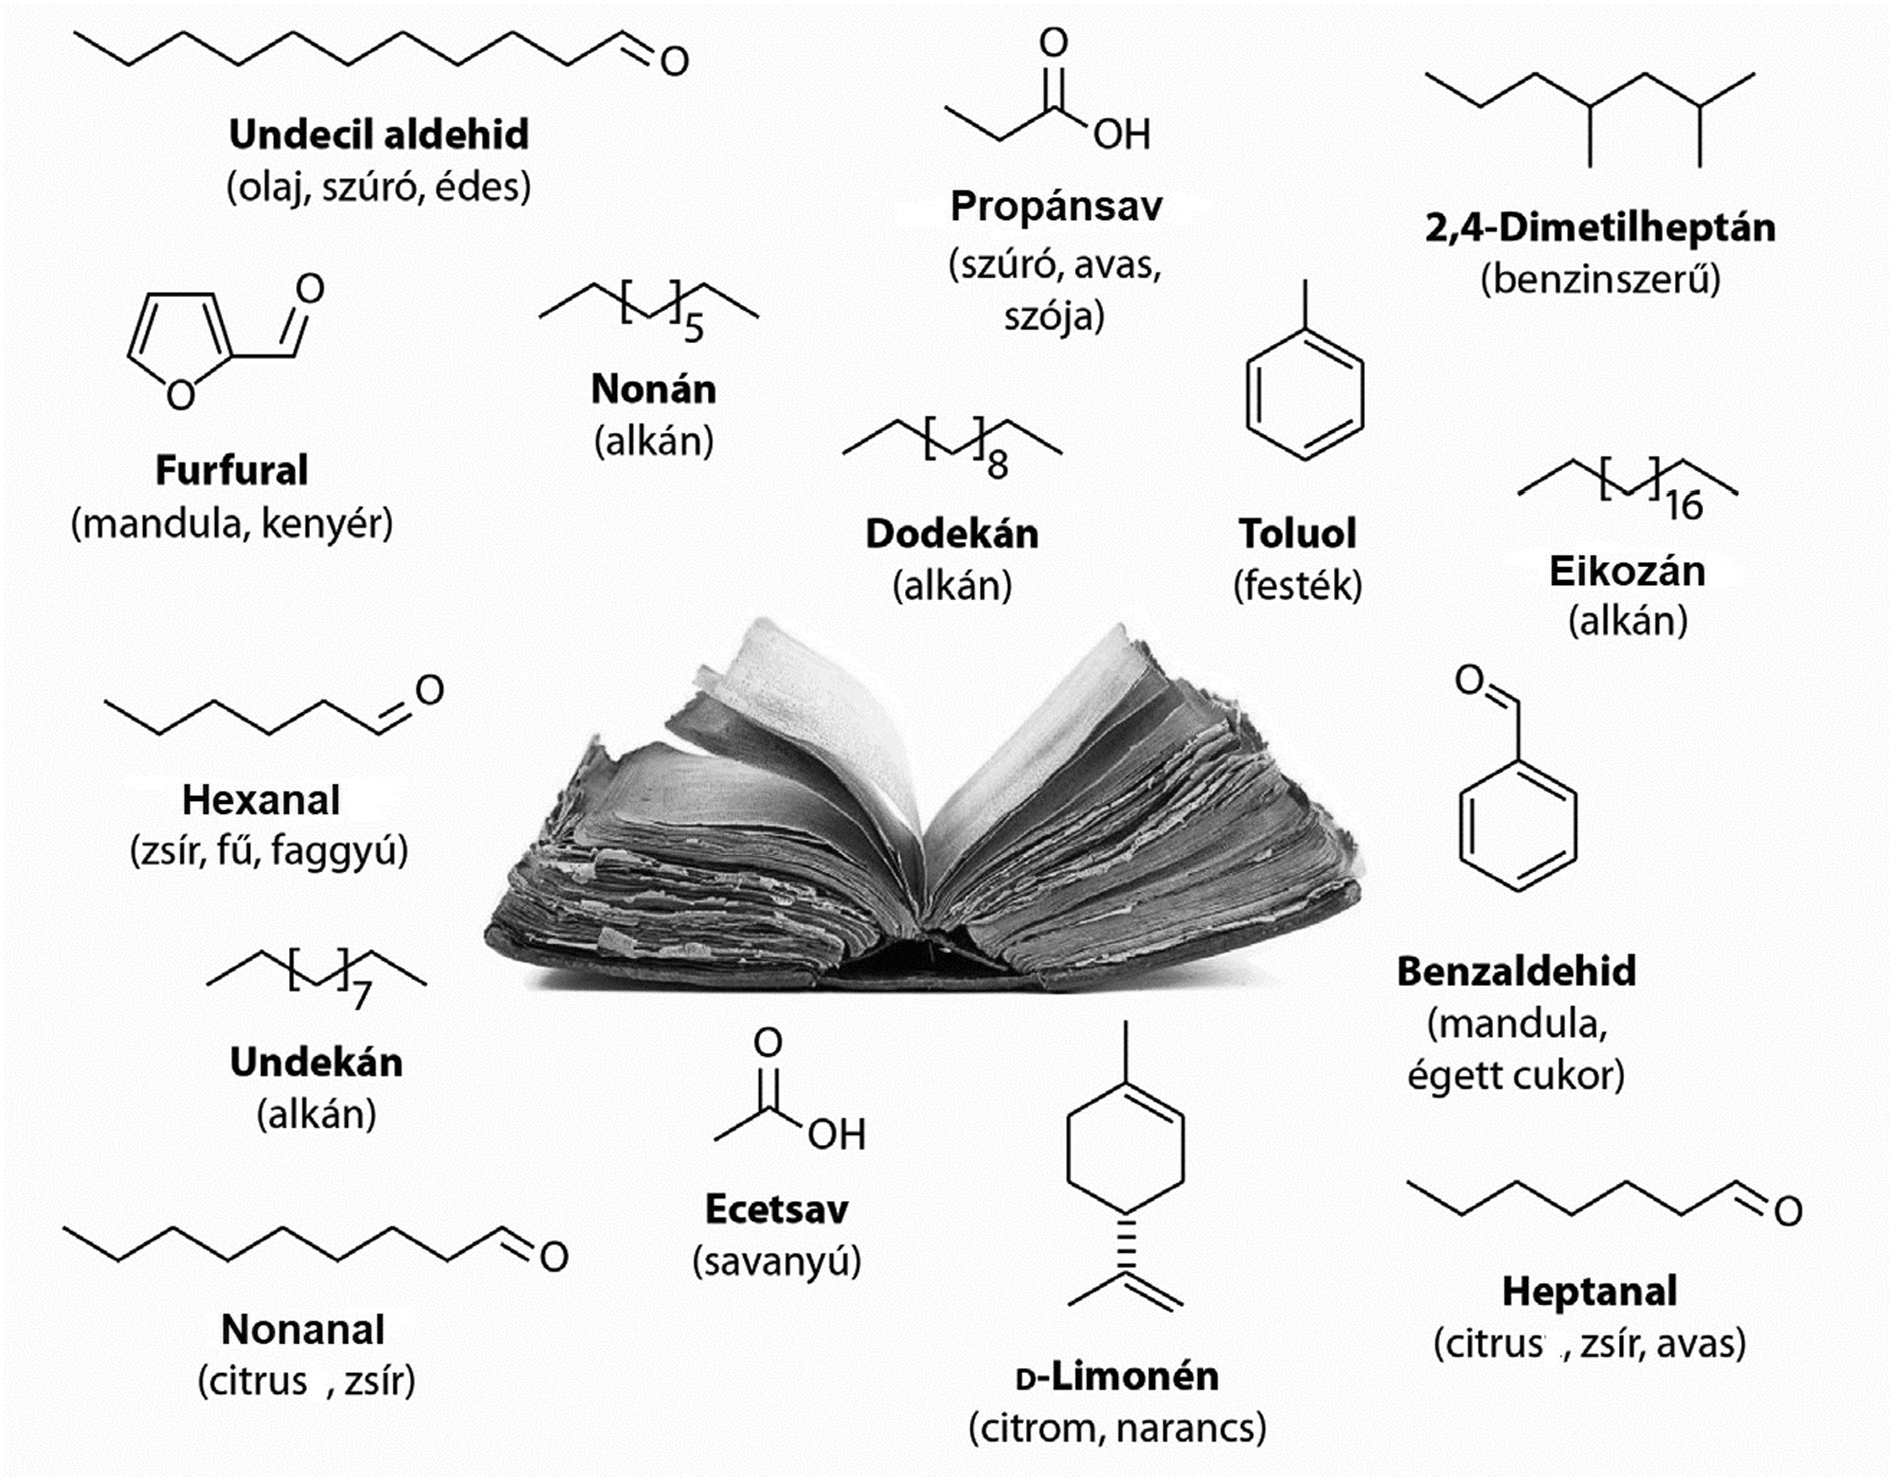 O
Undecil aldehid
(olaj, szúró, édes)
O
OH
Propánsav
(szúró, avas,
szója)
2,4-Dimetilheptán
(benzinszerű)
O
O
Furfural
(mandula, kenyér)
[ ]5
Nonán
(alkán)
[ ]8
Dodekán
(alkán)
Toluol
(festék)
[ ]16
Eikozán
(alkán)
O
Hexanal
(zsír, fű, faggyú)
O
Benzaldehid
(mandula,
égett cukor)
[ ]7
Undekán
(alkán)
O
OH
Ecetsav
(savanyú)
O
Nonanal
(citrus , zsír)
D-Limonén
(citrom, narancs)
O
Heptanal
(citrus ., zsír, avas)